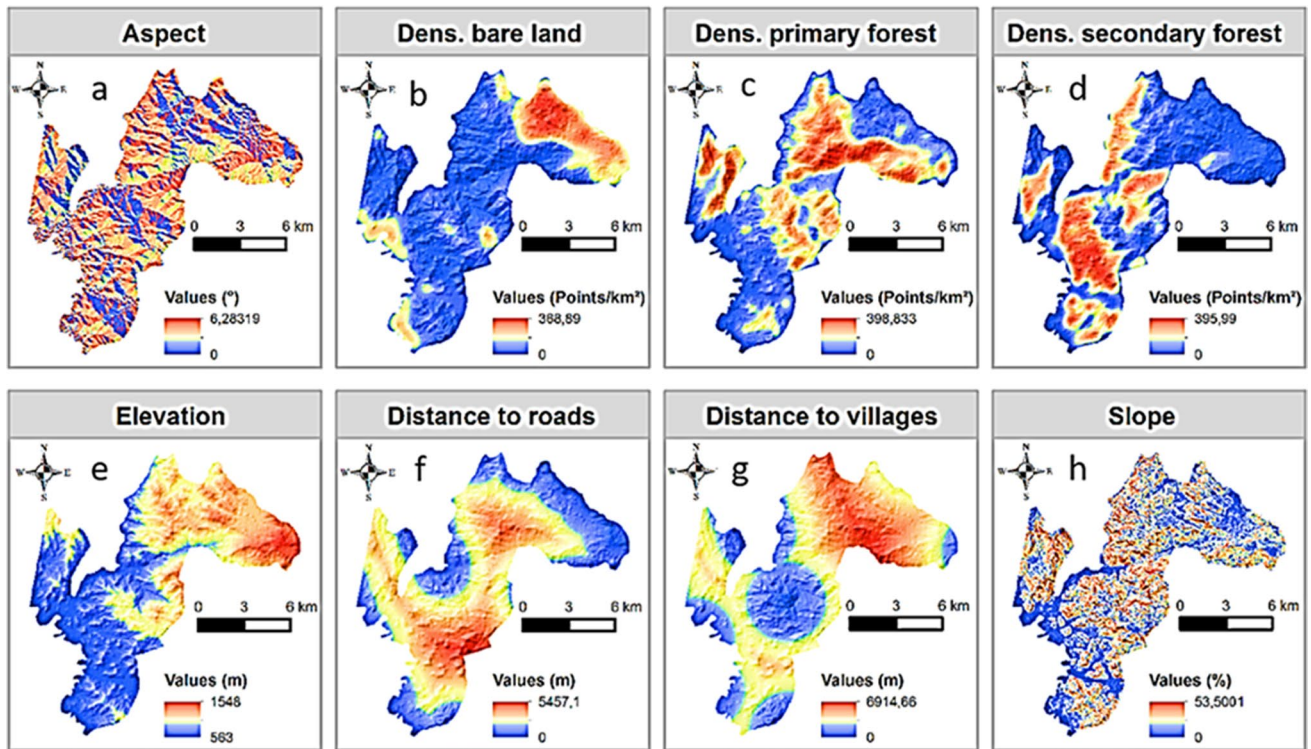 Aspect
Dens. bare land
Dens. primary forest
Dens. secondary forest
N
W E
S
a
0 3 6 km
Values (°)
6,28319
0
N
W E
S
b
0 3 6 km
Values (Points/km²)
388,89
0
N
W E
S
c
0 3 6 km
Values (Points/km²)
398,833
0
N
W E
S
d
0 3 6 km
Values (Points/km²)
395,99
0
Elevation
Distance to roads
Distance to villages
Slope
N
W E
S
e
0 3 6 km
Values (m)
1548
563
N
W E
S
f
0 3 6 km
Values (m)
5457,1
0
N
W
S
g
0 3 6 km
Values (m)
6914,66
0
N
W E
S
h
0 3 6 km
Values (%)
53,5001
0